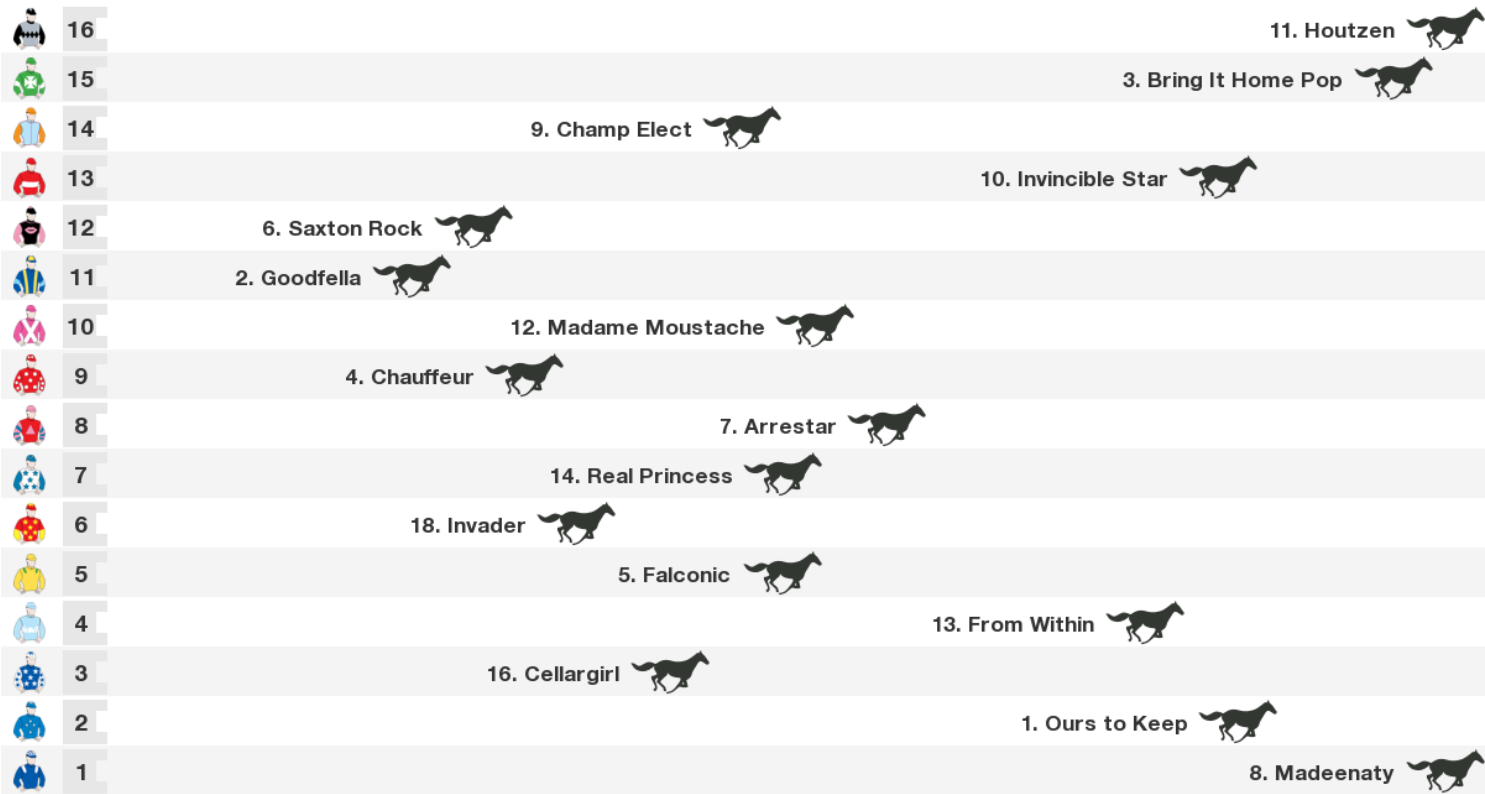 16 11. Houtzen
15 3. Bring It Home Pop
14 9. Champ Elect
13 10. Invincible Star
12 6. Saxton Rock
11 2. Goodfella
10 12. Madame Moustache
9 4. Chauffeur
8 7. Arrestar
7 14. Real Princess
6 18. Invader
5 5. Falconic
4 13. From Within
3 16. Cellargirl
2 1. Ours to Keep
1 8. Madeenaty